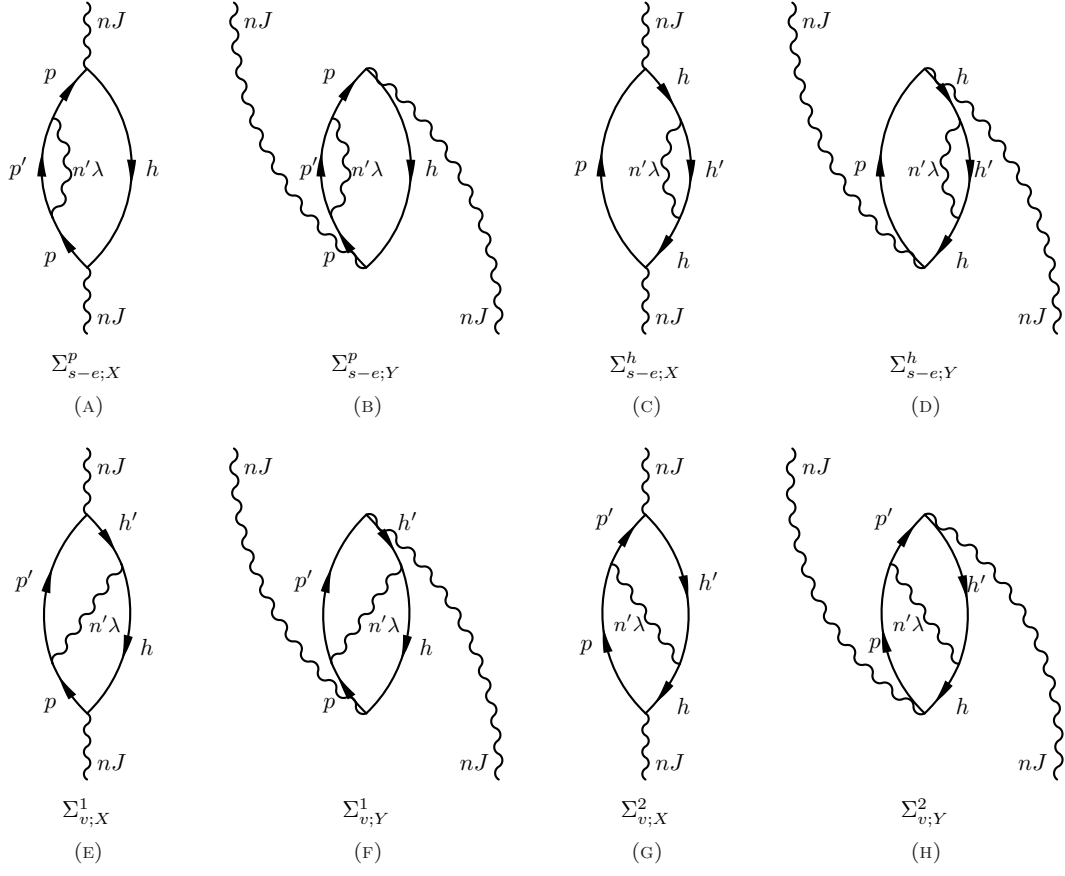 nJ nJ nJ nJ
p p h h
p′ n′λ h p′ n′λ h p n′λ h′ p n′λ h′
p p h h
nJ nJ nJ nJ
Σ^p_{s−e;X} Σ^p_{s−e;Y} Σ^h_{s−e;X} Σ^h_{s−e;Y}
(A) (B) (C) (D)
nJ nJ nJ nJ
h′ h′ p′ p′
p′ p′ h′ h′
n′λ h n′λ h p n′λ p n′λ
p p h h
nJ nJ nJ nJ
Σ^1_{v;X} Σ^1_{v;Y} Σ^2_{v;X} Σ^2_{v;Y}
(E) (F) (G) (H)